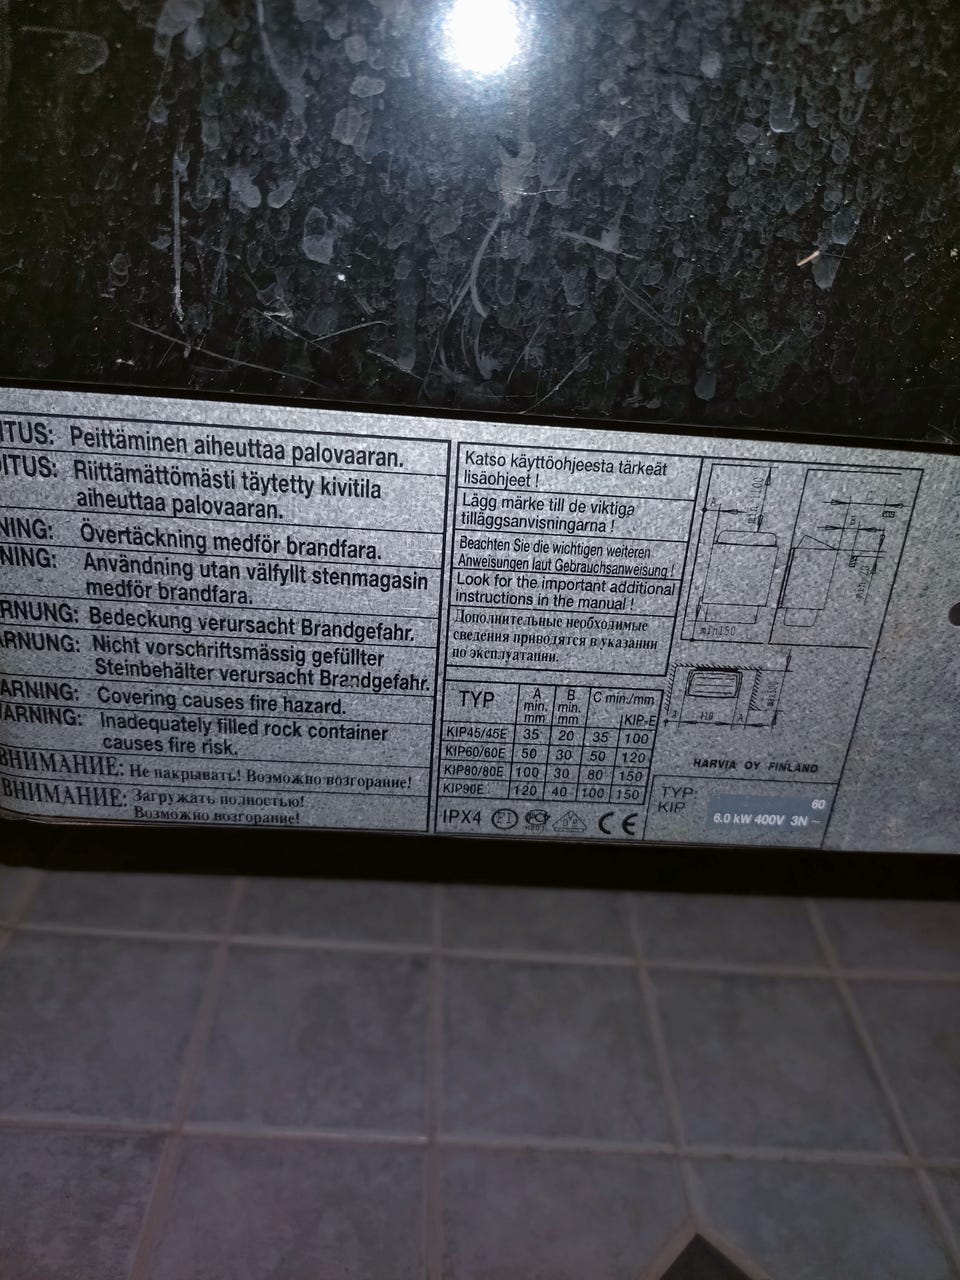 ITUS: Peittäminen aiheuttaa palovaaran.
ITUS: Riittämättömästi täytetty kivitila
aiheuttaa palovaaran.
NING: Övertäckning medför brandfara.
NING: Användning utan välfyllt stenmagasin
medför brandfara.
RNUNG: Bedeckung verursacht Brandgefahr.
ARNUNG: Nicht vorschriftsmässig gefüllter
Steinbehälter verursacht Brandgefahr.
ARNING: Covering causes fire hazard.
WARNING: Inadequately filled rock container
causes fire risk.
ВНИМАНИЕ: Не накрывать! Возможно возгорание!
ВНИМАНИЕ: Загружать полностью!
Возможно возгорание!
Katso käyttöohjeesta tärkeät
lisäohjeet !
Lägg märke till de viktiga
tilläggsanvisningarna !
Beachten Sie die wichtigen weiteren
Anweisungen laut Gebrauchsanweisung !
Look for the important additional
instructions in the manual !
Дополнительные необходимые
сведения приводятся в указании
по эксплуатации.
TYP A min. mm B min. mm C min./mm KIP-E
KIP45/45E 35 20 35 100
KIP60/60E 50 30 50 120
KIP80/80E 100 30 80 150
KIP90E 120 40 100 150
IPX4 FI CE
A
min150
A A
HARVIA OY FINLAND
TYP:
KIP 60
6.0 kW 400V 3N ~